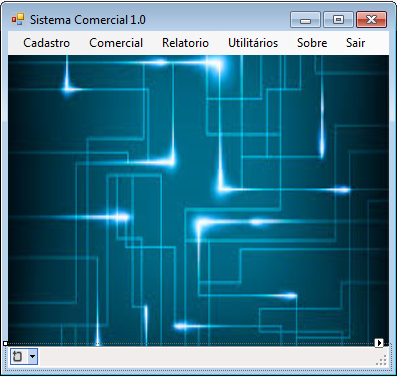 Sistema Comercial 1.0
Cadastro Comercial Relatorio Utilitários Sobre Sair